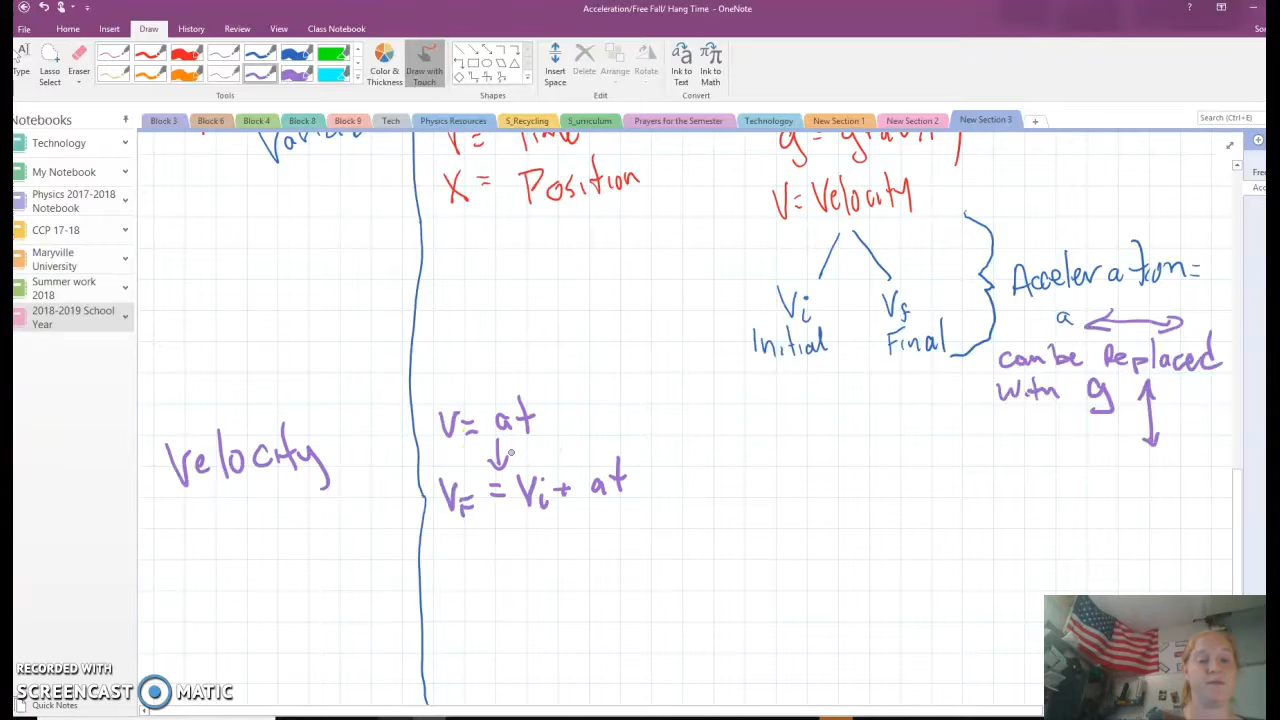 Acceleration/Free Fall/ Hang Time - OneNote
File Home Insert Draw History Review View Class Notebook
Type
Lasso Select
Eraser
Color & Thickness
Draw with Touch
Insert Space
Delete
Arrange
Rotate
Ink to Text
Ink to Math
Tools
Shapes
Edit
Convert
Notebooks
Block 3 Block 6 Block 4 Block 8 Block 9 Tech Physics Resources S_Recycling S_urriculum Prayers for the Semester Technologoy New Section 1 New Section 2 New Section 3
Search (Ctrl+E)
Technology
My Notebook
Physics 2017-2018 Notebook
CCP 17-18
Maryville University
Summer work 2018
2018-2019 School Year
Quick Notes
Time
X = Position
g = gravity
V = Velocity
Vi
Initial
Vf
Final
Acceleration =
a
can be Replaced
with g
Velocity
V = at
VF = Vi + at
RECORDED WITH
SCREENCAST MATIC